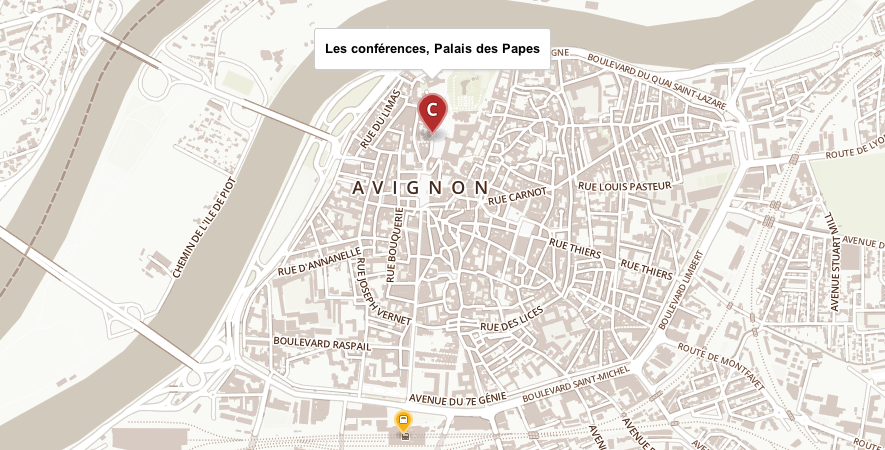 Les conférences, Palais des Papes
GNE
BOULEVARD DU QUAI SAINT-LAZARE
C
RUE DU LIMAS
ROUTE DE LYO
AVIGNON
RUE CARNOT
RUE LOUIS PASTEUR
CHEMIN DE L'ILE DE PIOT
RUE BOUQUERIE
RUE THIERS
RUE THIERS
AVENUE D
AVENUE STUART MILL
RUE D'ANNANELLE
RUE JOSEPH VERNET
BOULEVARD LIMBERT
RUE DES LICES
BOULEVARD RASPAIL
ROUTE DE MONTFAVET
BOULEVARD SAINT-MICHEL
AVENUE DU 7E GÉNIE
AVENUE
AVENUE
ROUTE